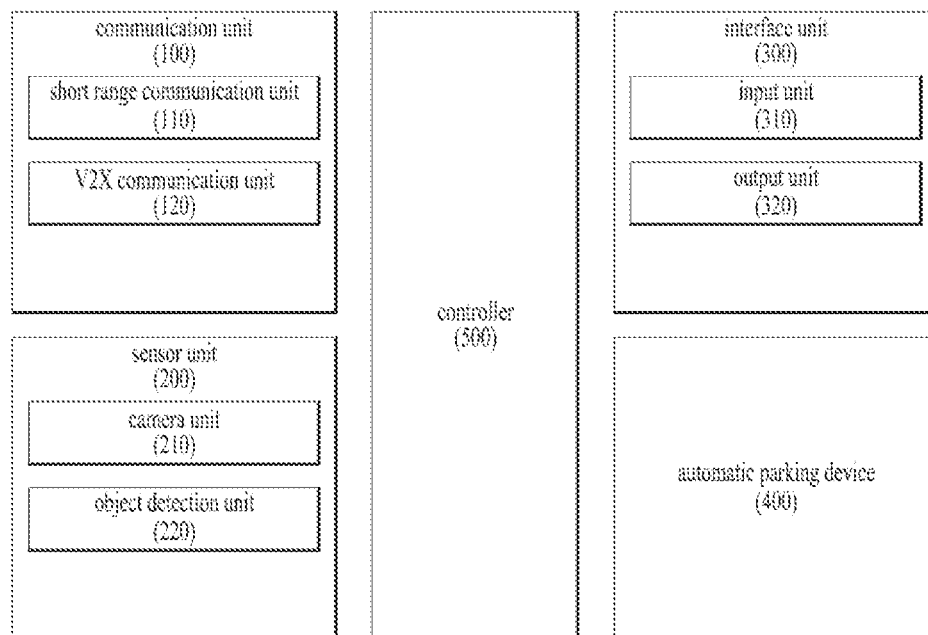 communication unit
(100)
short range communication unit
(110)
V2X communication unit
(120)
sensor unit
(200)
camera unit
(210)
object detection unit
(220)
controller
(500)
interface unit
(300)
input unit
(310)
output unit
(320)
automatic parking device
(400)